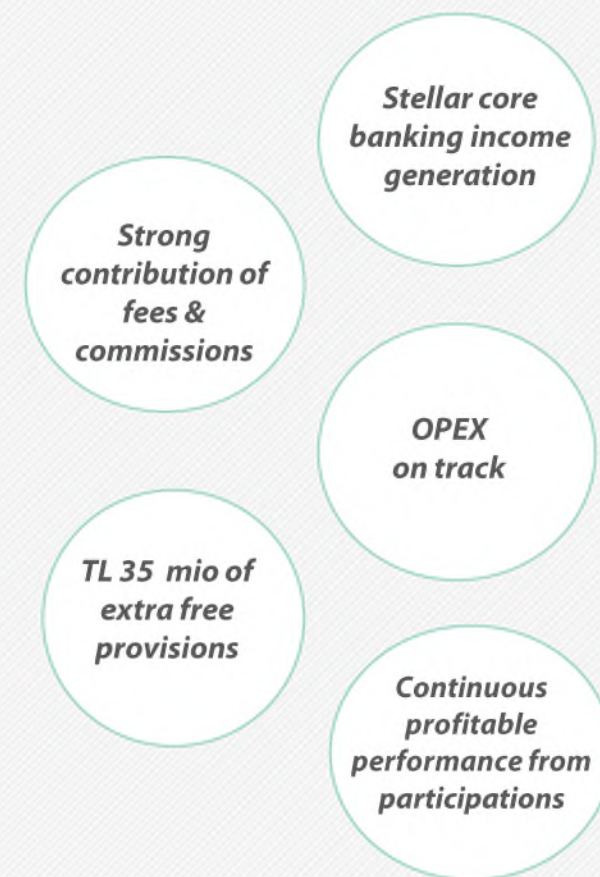 Stellar core
banking income
generation
Strong
contribution of
fees &
commissions
OPEX
on track
TL 35 mio of
extra free
provisions
Continuous
profitable
performance from
participations